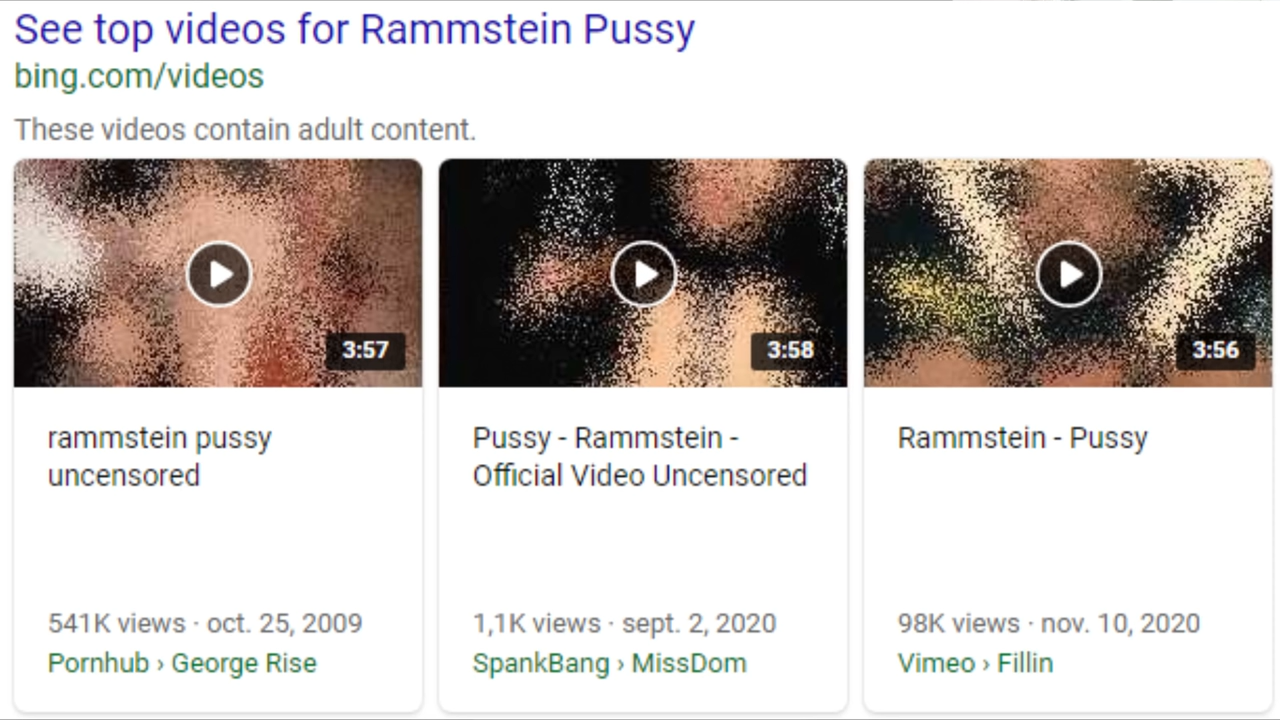 See top videos for Rammstein Pussy
bing.com/videos
These videos contain adult content.
3:57
3:58
3:56
rammstein pussy
uncensored
Pussy - Rammstein -
Official Video Uncensored
Rammstein - Pussy
541K views · oct. 25, 2009
Pornhub › George Rise
1,1K views · sept. 2, 2020
SpankBang › MissDom
98K views · nov. 10, 2020
Vimeo › Fillin